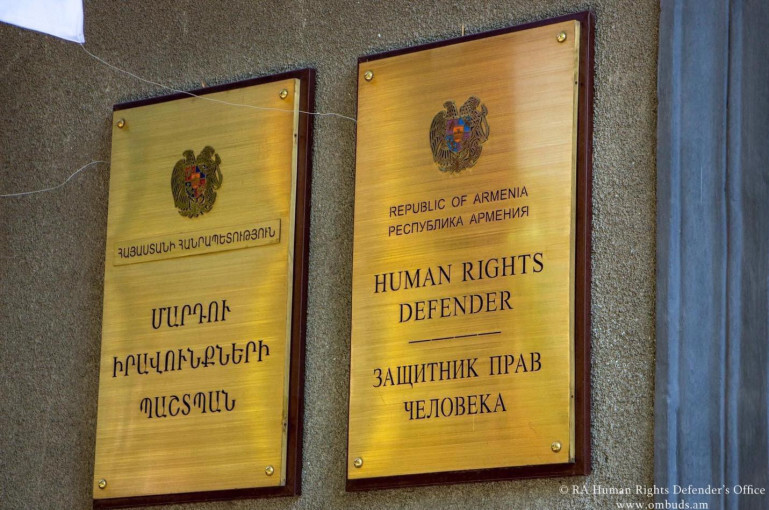 ՀԱՅԱՍՏԱՆԻ ՀԱՆՐԱՊԵՏՈՒԹՅՈՒՆ
ՄԱՐԴՈՒ
ԻՐԱՎՈՒՆՔՆԵՐԻ
ՊԱՇՏՊԱՆ
REPUBLIC OF ARMENIA
РЕСПУБЛИКА АРМЕНИЯ
HUMAN RIGHTS
DEFENDER
ЗАЩИТНИК ПРАВ
ЧЕЛОВЕКА
© RA Human Rights Defender's Office
www.ombuds.am